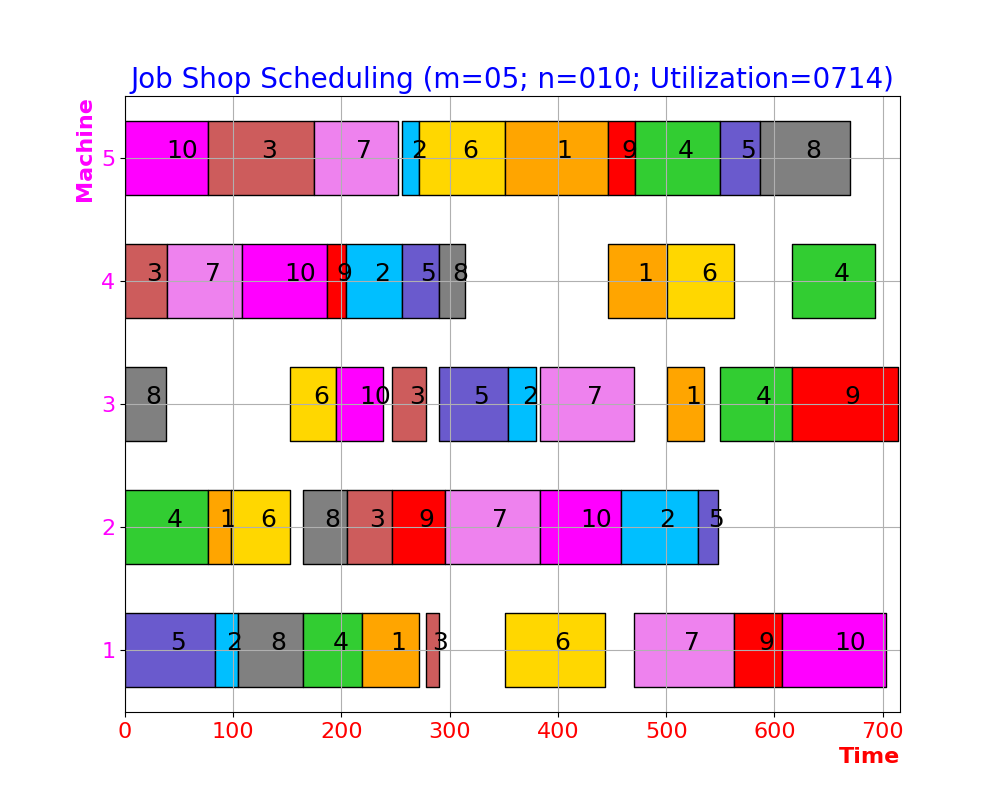 Job Shop Scheduling (m=05; n=010; Utilization=0714)
Machine
5
10 3 7 2 6 1 9 4 5 8
4
3 7 10 9 2 5 8 1 6 4
3
8 6 10 3 5 2 7 1 4 9
2
4 1 6 8 3 9 7 10 2 5
1
5 2 8 4 1 3 6 7 9 10
0 100 200 300 400 500 600 700
Time